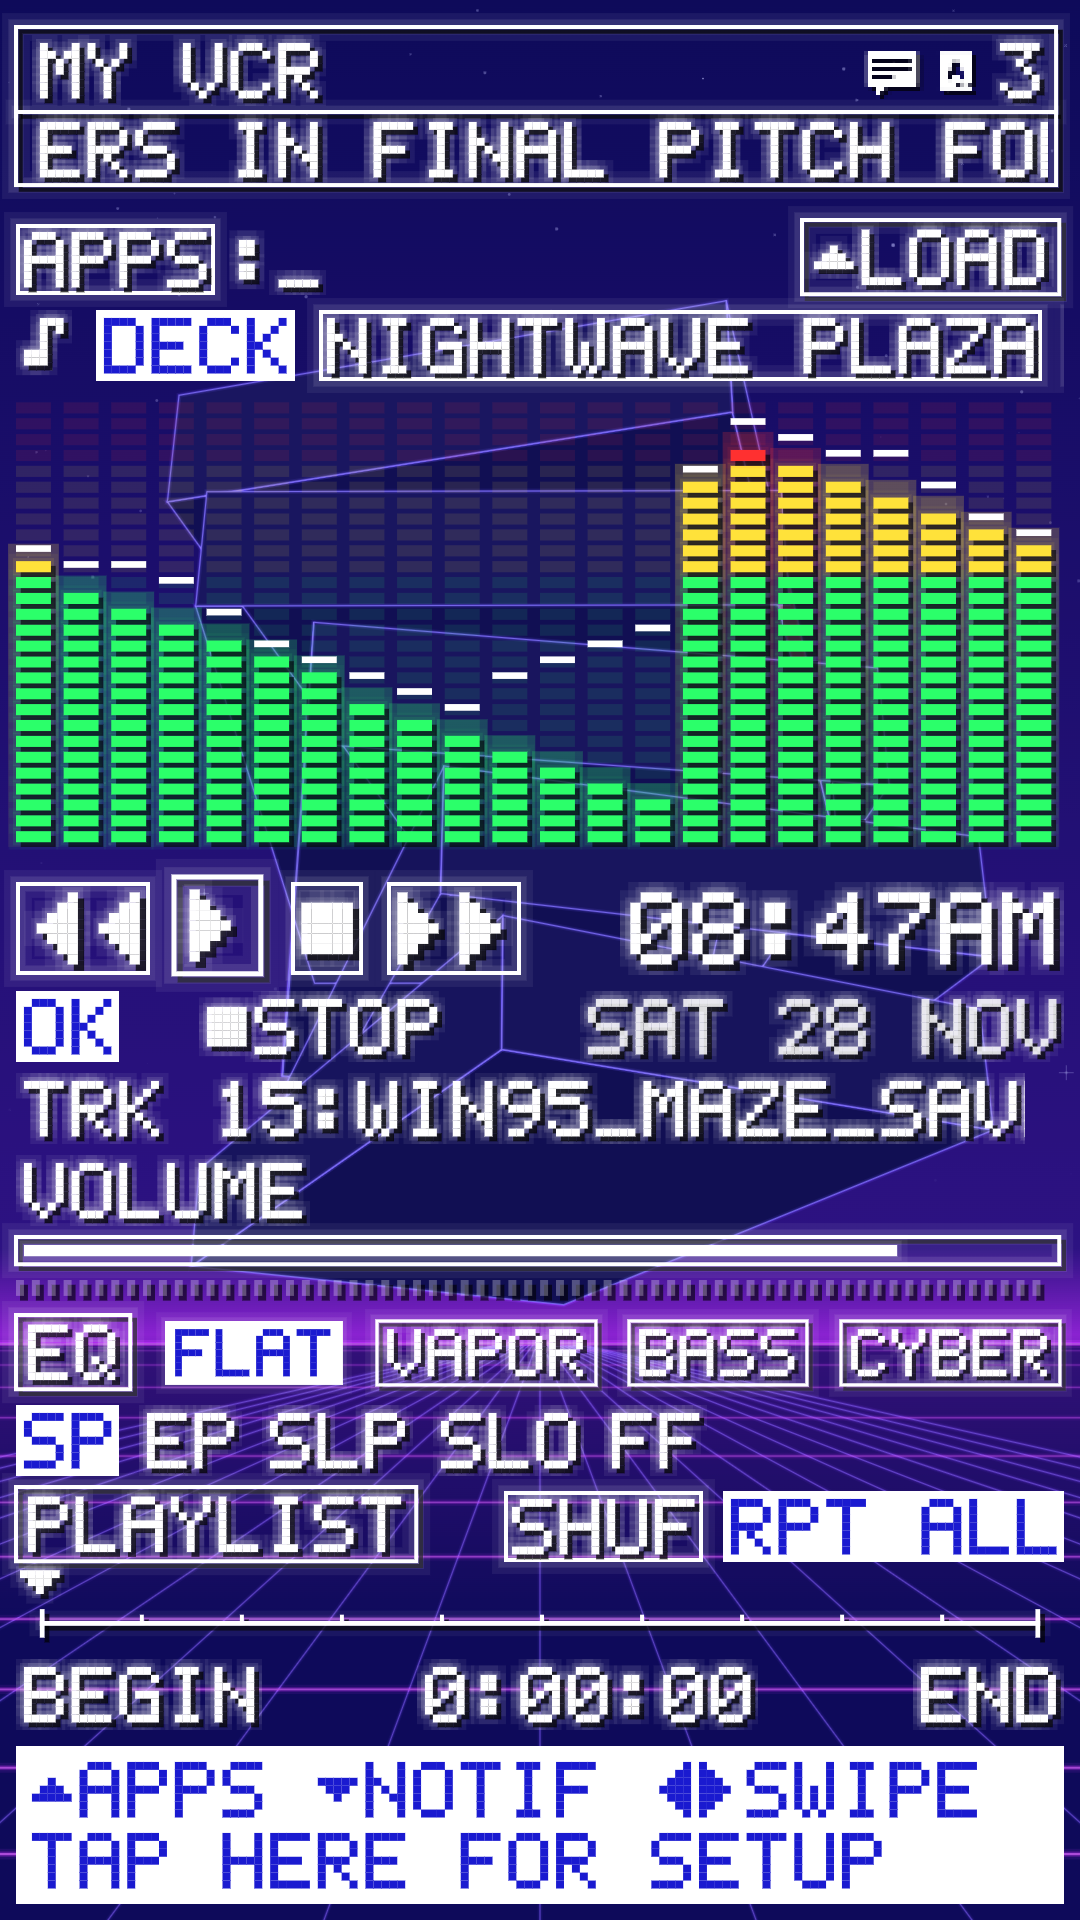 MY VCR 3
ERS IN FINAL PITCH FOR
APPS:_ LOAD
DECK NIGHTWAVE PLAZA
08:47AM
OK STOP SAT 28 NOV
TRK 15:WIN95_MAZE_SAV
VOLUME
EQ FLAT VAPOR BASS CYBER
SP EP SLP SLO FF
PLAYLIST SHUF RPT ALL
BEGIN 0:00:00 END
APPS NOTIF SWIPE
TAP HERE FOR SETUP